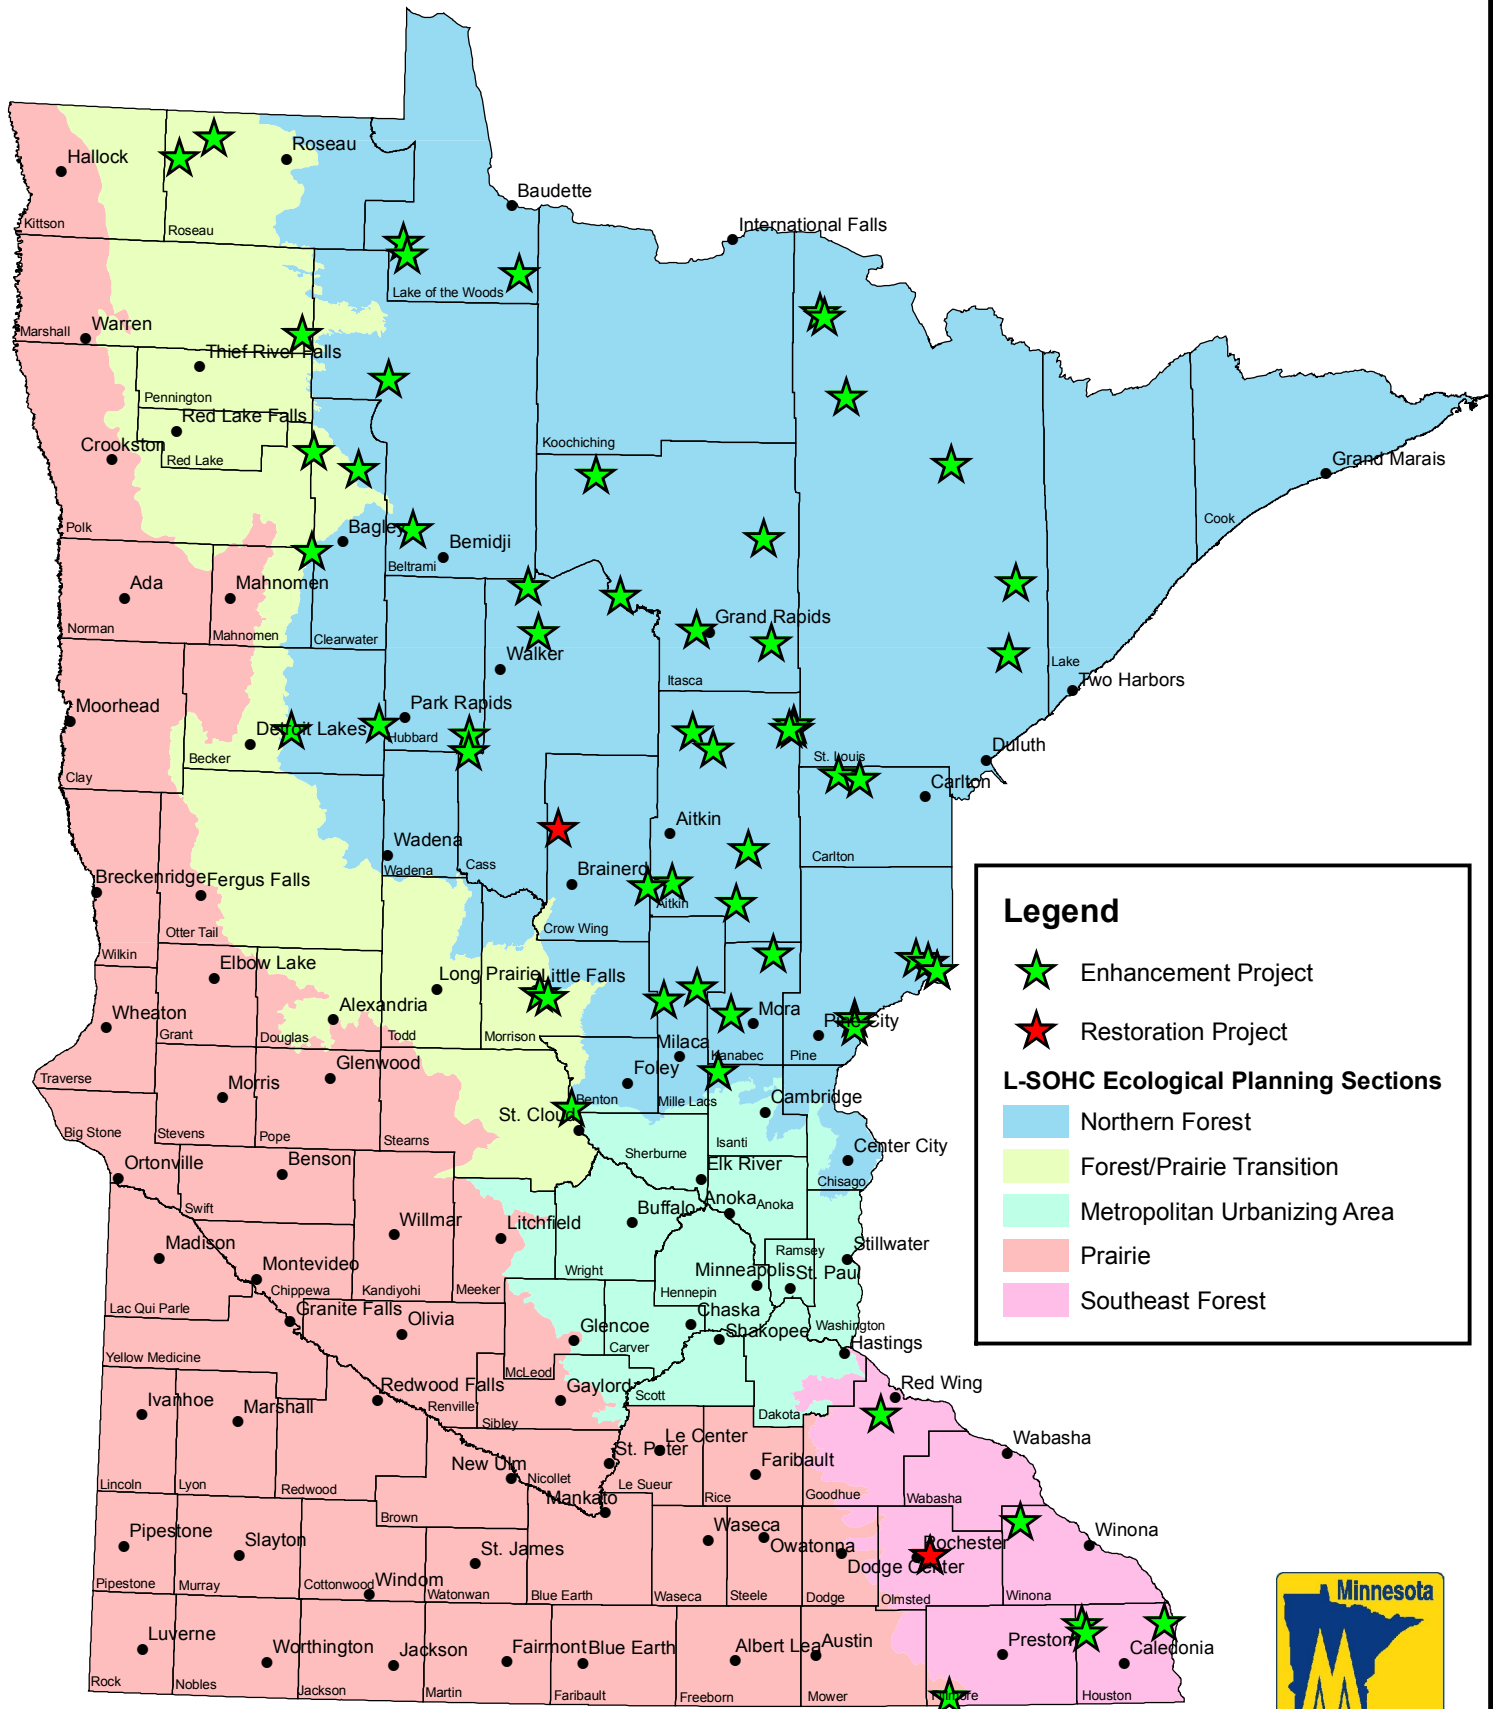 Hallock
Roseau
Baudette
International Falls
Kittson
Roseau
Lake of the Woods
Marshall
Warren
Thief River Falls
Pennington
Red Lake Falls
Crookston
Red Lake
Koochiching
Grand Marais
Cook
Polk
Bagley
Bemidji
Beltrami
Ada
Mahnomen
Norman
Mahnomen
Clearwater
Grand Rapids
Walker
Itasca
Lake
Two Harbors
Moorhead
Park Rapids
Detroit Lakes
Hubbard
Becker
Clay
St. Louis
Duluth
Carlton
Aitkin
Wadena
Wadena
Cass
Carlton
Brainerd
Breckenridge
Fergus Falls
Aitkin
Otter Tail
Crow Wing
Wilkin
Elbow Lake
Long Prairie
Little Falls
Alexandria
Wheaton
Grant
Douglas
Todd
Morrison
Mora
Pine City
Milaca
Kanabec
Pine
Glenwood
Traverse
Morris
Foley
Benton
Mille Lacs
Cambridge
St. Cloud
Big Stone
Stevens
Pope
Stearns
Isanti
Sherburne
Center City
Ortonville
Benson
Elk River
Chisago
Swift
Willmar
Litchfield
Buffalo
Anoka
Anoka
Madison
Montevideo
Ramsey
Stillwater
Wright
Minneapolis
St. Paul
Chippewa
Kandiyohi
Meeker
Hennepin
Lac Qui Parle
Granite Falls
Olivia
Chaska
Washington
Glencoe
Shakopee
Carver
Hastings
Yellow Medicine
McLeod
Ivanhoe
Marshall
Redwood Falls
Gaylord
Scott
Red Wing
Renville
Sibley
Dakota
Le Center
St. Peter
Wabasha
New Ulm
Nicollet
Faribault
Lincoln
Lyon
Redwood
Le Sueur
Rice
Goodhue
Wabasha
Mankato
Brown
Pipestone
Slayton
Waseca
Owatonna
Rochester
Winona
St. James
Dodge Center
Pipestone
Murray
Cottonwood
Windom
Watonwan
Blue Earth
Waseca
Steele
Dodge
Olmsted
Winona
Luverne
Worthington
Jackson
Fairmont
Blue Earth
Albert Lea
Austin
Preston
Caledonia
Rock
Nobles
Jackson
Martin
Faribault
Freeborn
Mower
Fillmore
Houston
Legend
Enhancement Project
Restoration Project
L-SOHC Ecological Planning Sections
Northern Forest
Forest/Prairie Transition
Metropolitan Urbanizing Area
Prairie
Southeast Forest
Minnesota